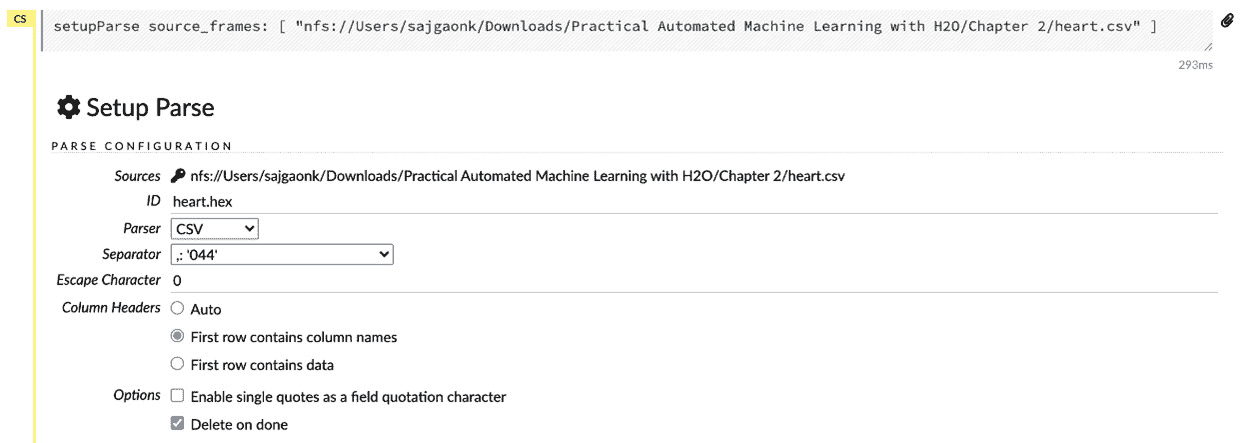 CS
setupParse source_frames: [ "nfs://Users/sajgaonk/Downloads/Practical Automated Machine Learning with H2O/Chapter 2/heart.csv" ]
293ms
Setup Parse
PARSE CONFIGURATION
Sources nfs://Users/sajgaonk/Downloads/Practical Automated Machine Learning with H2O/Chapter 2/heart.csv
ID heart.hex
Parser CSV
Separator ,: '044'
Escape Character 0
Column Headers Auto
First row contains column names
First row contains data
Options Enable single quotes as a field quotation character
Delete on done